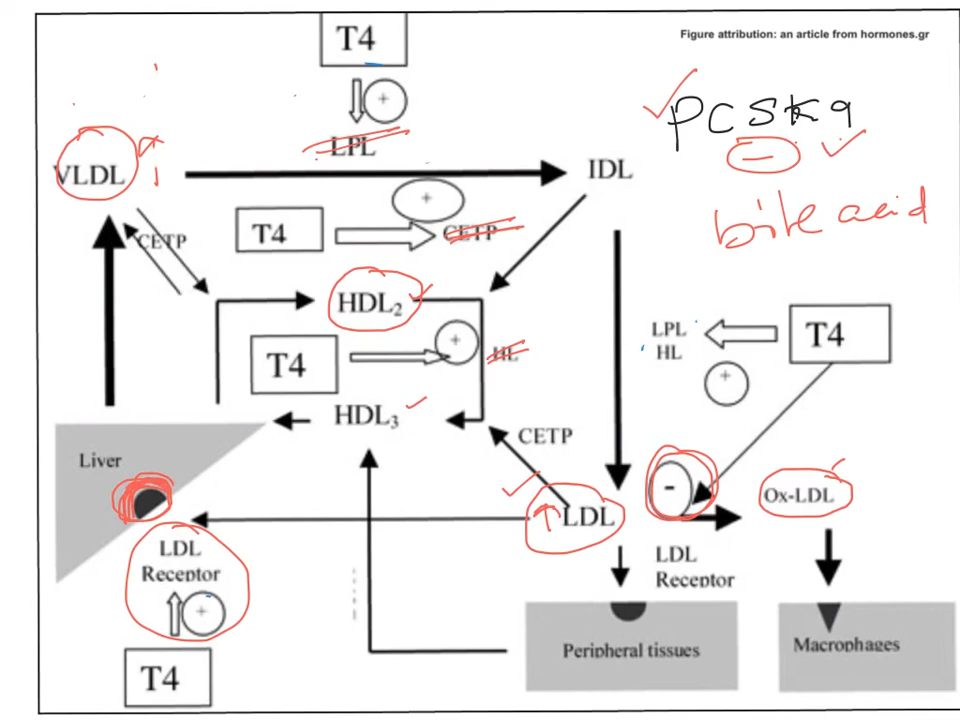 T4
Figure attribution: an article from hormones.gr
+
PCSK9
LPL
VLDL
IDL
−
+
bile acid
T4
CETP
CETP
HDL2
LPL
T4
HL
+
T4
HL
+
HDL3
CETP
Liver
-
Ox-LDL
↑ LDL
LDL
Receptor
LDL
Receptor
+
Peripheral tissues
Macrophages
T4